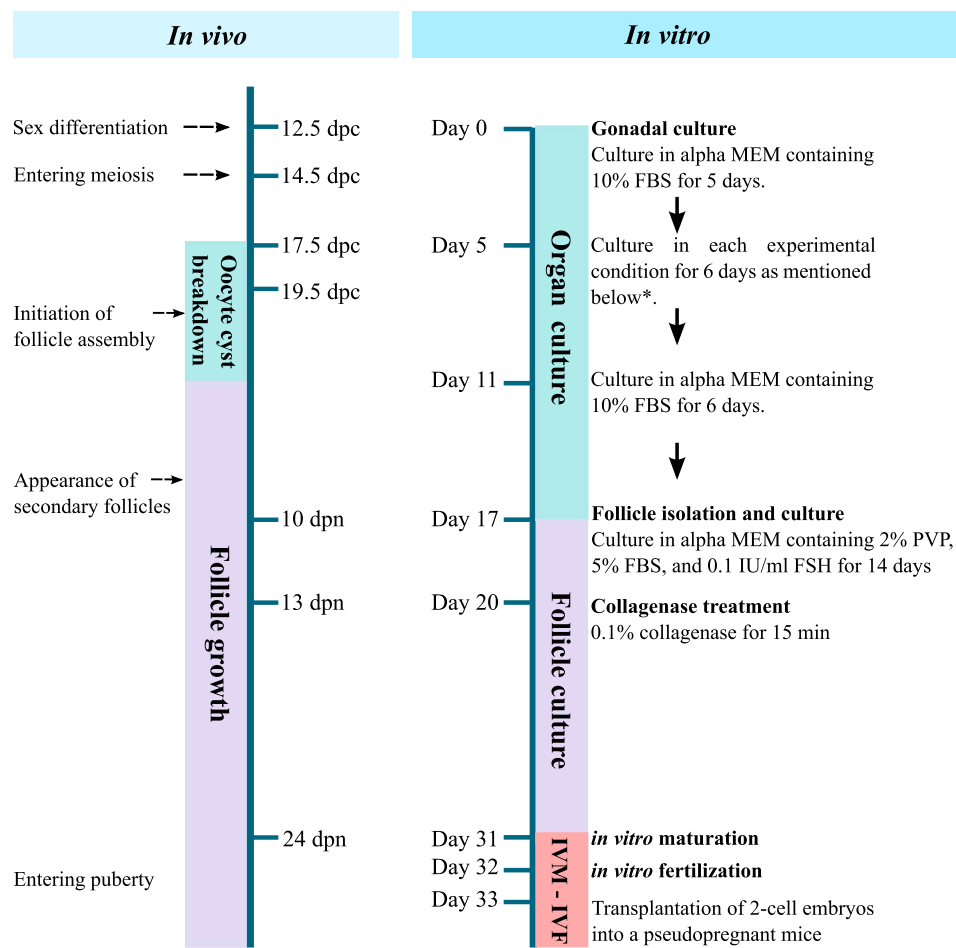 In vivo
In vitro
Sex differentiation
12.5 dpc
Entering meiosis
14.5 dpc
17.5 dpc
19.5 dpc
Oocyte cyst
breakdown
Initiation of
follicle assembly
Appearance of
secondary follicles
10 dpn
Follicle growth
13 dpn
24 dpn
Entering puberty
Day 0
Gonadal culture
Culture in alpha MEM containing
10% FBS for 5 days.
Day 5
Culture in each experimental
condition for 6 days as mentioned
below*.
Organ culture
Day 11
Culture in alpha MEM containing
10% FBS for 6 days.
Day 17
Follicle isolation and culture
Culture in alpha MEM containing 2% PVP,
5% FBS, and 0.1 IU/ml FSH for 14 days
Day 20
Collagenase treatment
0.1% collagenase for 15 min
Follicle culture
Day 31
in vitro maturation
Day 32
in vitro fertilization
Day 33
Transplantation of 2-cell embryos
into a pseudopregnant mice
IVM - IVF